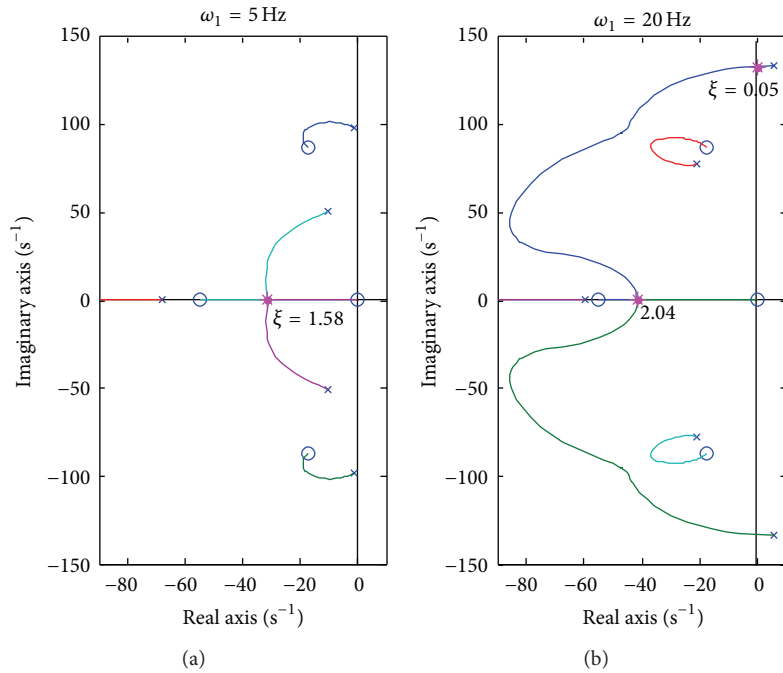 ω₁ = 5 Hz
150
100
50
0
−50
−100
−150
Imaginary axis (s⁻¹)
ξ = 1.58
−80 −60 −40 −20 0
Real axis (s⁻¹)
(a)
ω₁ = 20 Hz
150
100
50
0
−50
−100
−150
Imaginary axis (s⁻¹)
ξ = 0.05
2.04
−80 −60 −40 −20 0
Real axis (s⁻¹)
(b)